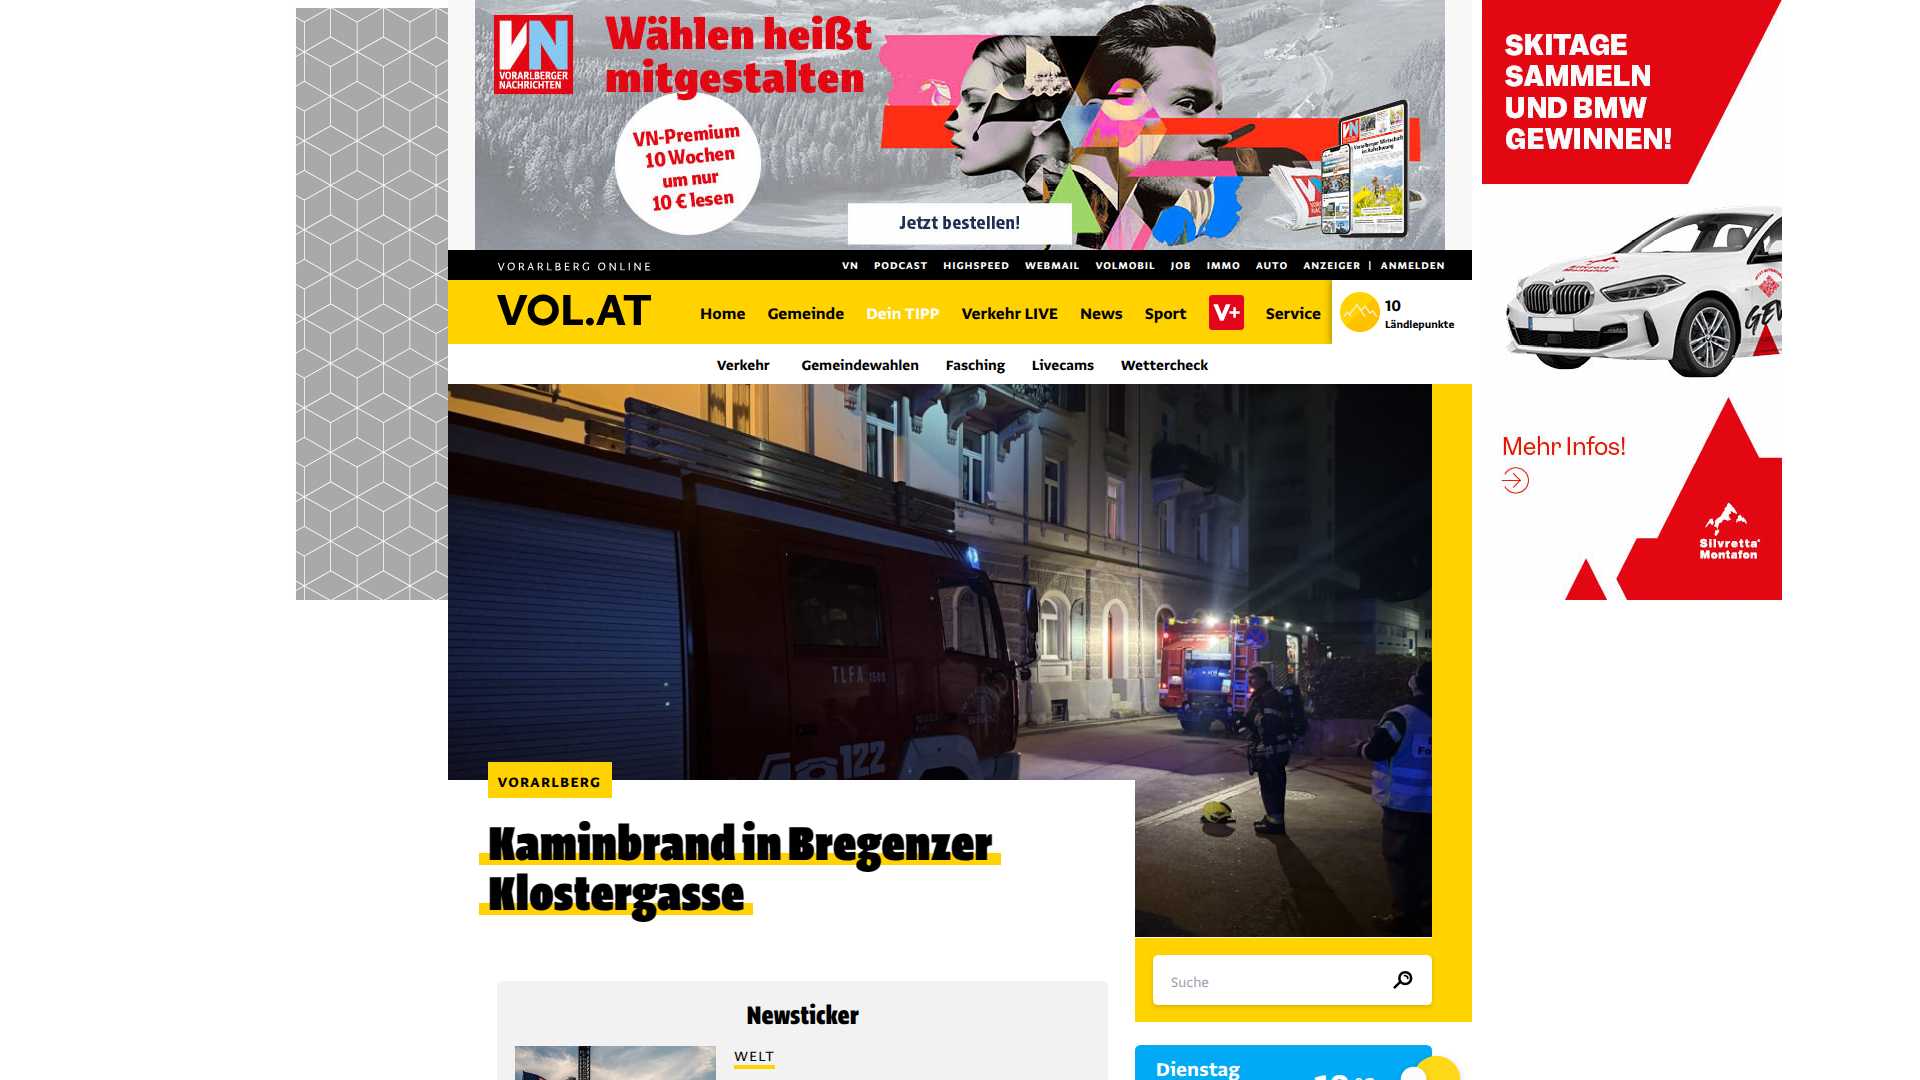 VN
VORARLBERGER
NACHRICHTEN
Wählen heißt
mitgestalten
VN-Premium
10 Wochen
um nur
10 € lesen
Jetzt bestellen!
SKITAGE
SAMMELN
UND BMW
GEWINNEN!
Mehr Infos!
Silvretta
Montafon
VORARLBERG ONLINE
VN PODCAST HIGHSPEED WEBMAIL VOLMOBIL JOB IMMO AUTO ANZEIGER | ANMELDEN
VOL.AT
Home Gemeinde Dein TIPP Verkehr LIVE News Sport V+ Service
10
Ländlepunkte
Verkehr Gemeindewahlen Fasching Livecams Wettercheck
TLFA 1500
122
VORARLBERG
Kaminbrand in Bregenzer
Klostergasse
Suche
Newsticker
WELT
Dienstag